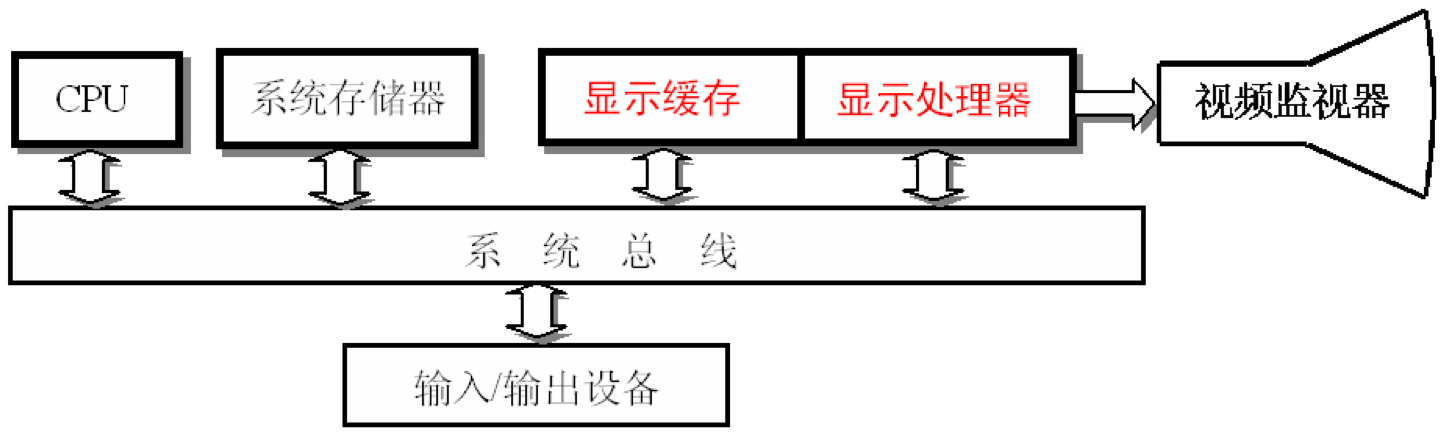 CPU
系统存储器
显示缓存
显示处理器
视频监视器
系统总线
输入/输出设备